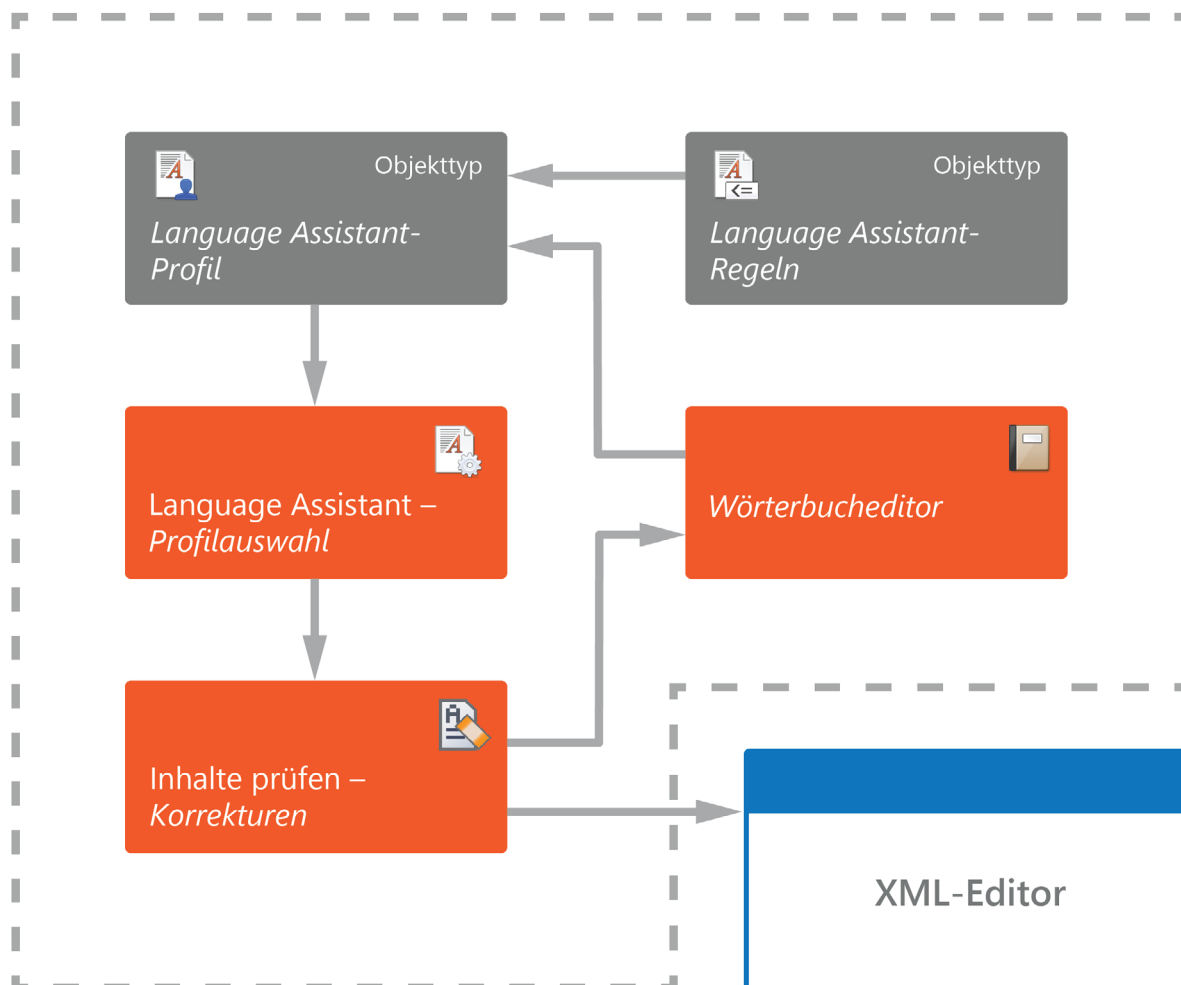 Objekttyp
Language Assistant-
Profil
Objekttyp
<=
Language Assistant-
Regeln
Language Assistant –
Profilauswahl
Wörterbucheditor
Inhalte prüfen –
Korrekturen
XML-Editor